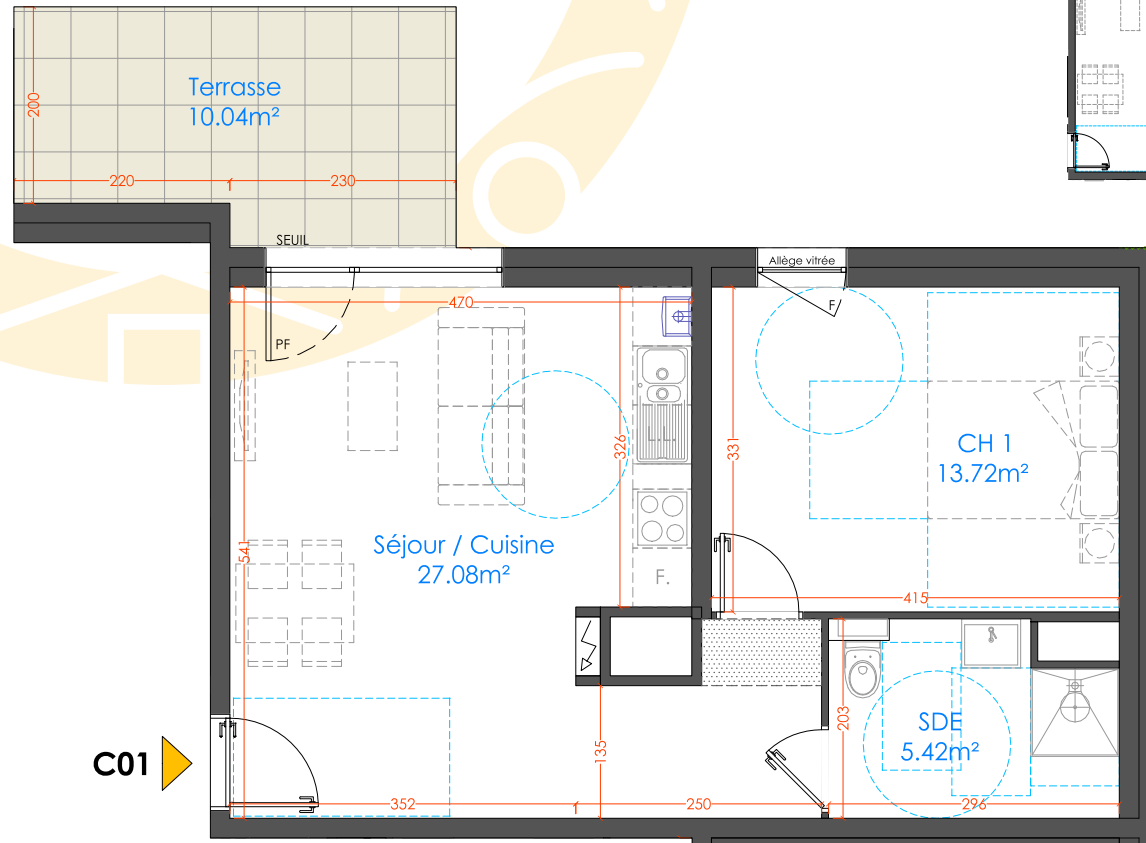 Terrasse
10.04m²
200
220
230
SEUIL
Allège vitrée
470
F
PF
326
331
CH 1
13.72m²
541
Séjour / Cuisine
27.08m²
F.
415
203
SDE
5.42m²
135
C01
352
250
296